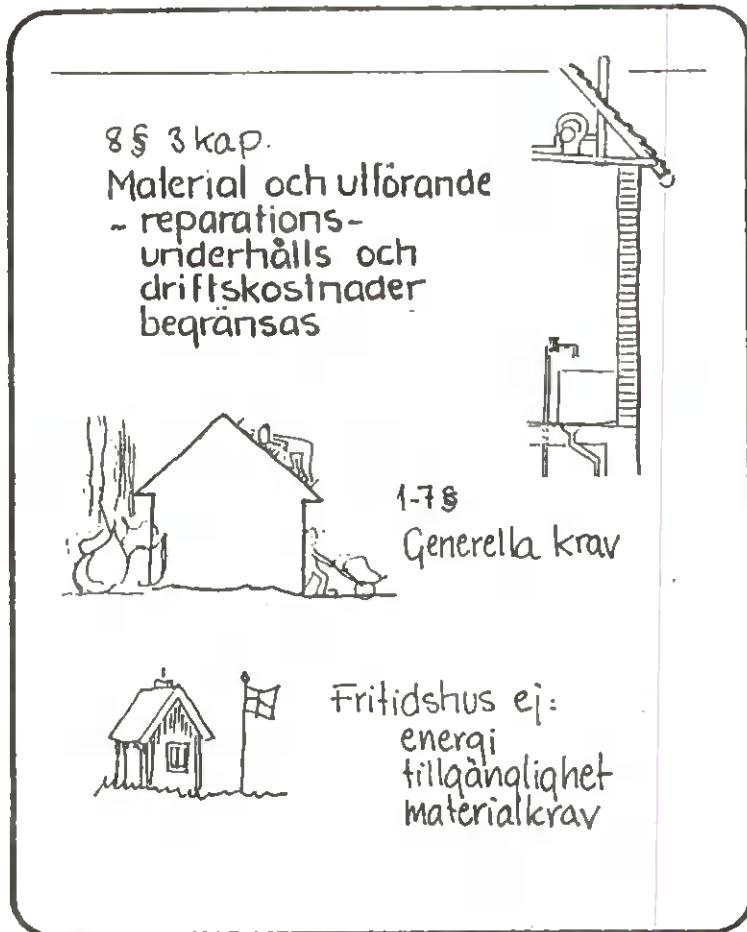 8§ 3 kap.
Material och utförande
- reparations-
underhålls och
driftskostnader
begränsas
1-7 §
Generella krav
Fritidshus ej:
energi
tillgänglighet
materialkrav